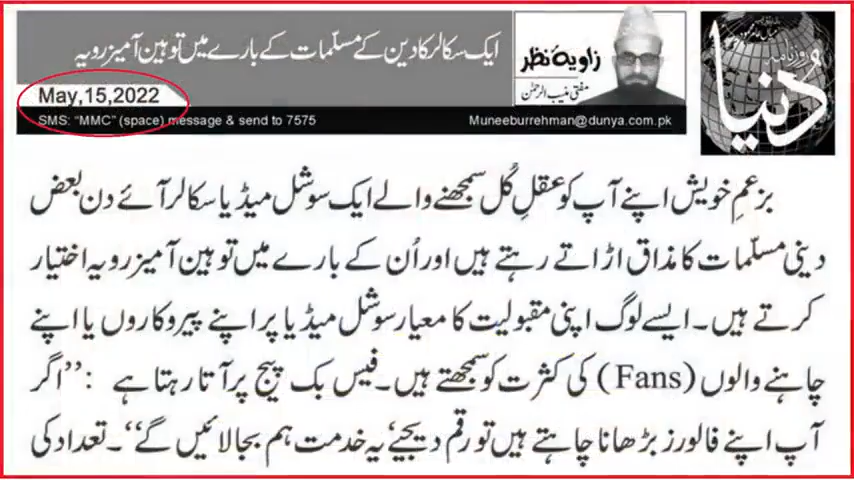 ایک سکالر کا دین کے مسلّمات کے بارے میں توہین آمیز رویہ
زاویۂ نظر
مفتی منیب الرحمٰن
روزنامہ
دُنیا
May,15,2022
SMS: “MMC” (space) message & send to 7575
Muneeburrehman@dunya.com.pk
بزعمِ خویش اپنے آپ کو عقلِ کُل سمجھنے والے ایک سوشل میڈیا سکالر آئے دن بعض
دینی مسلّمات کا مذاق اڑاتے رہتے ہیں اور اُن کے بارے میں توہین آمیز رویہ اختیار
کرتے ہیں۔ ایسے لوگ اپنی مقبولیت کا معیار سوشل میڈیا پر اپنے پیروکاروں یا اپنے
چاہنے والوں (Fans) کی کثرت کو سمجھتے ہیں۔ فیس بک پیج پر آتا رہتا ہے : ’’اگر
آپ اپنے فالورز بڑھانا چاہتے ہیں تو رقم دیجیے‘ یہ خدمت ہم بجا لائیں گے‘‘۔ تعداد کی